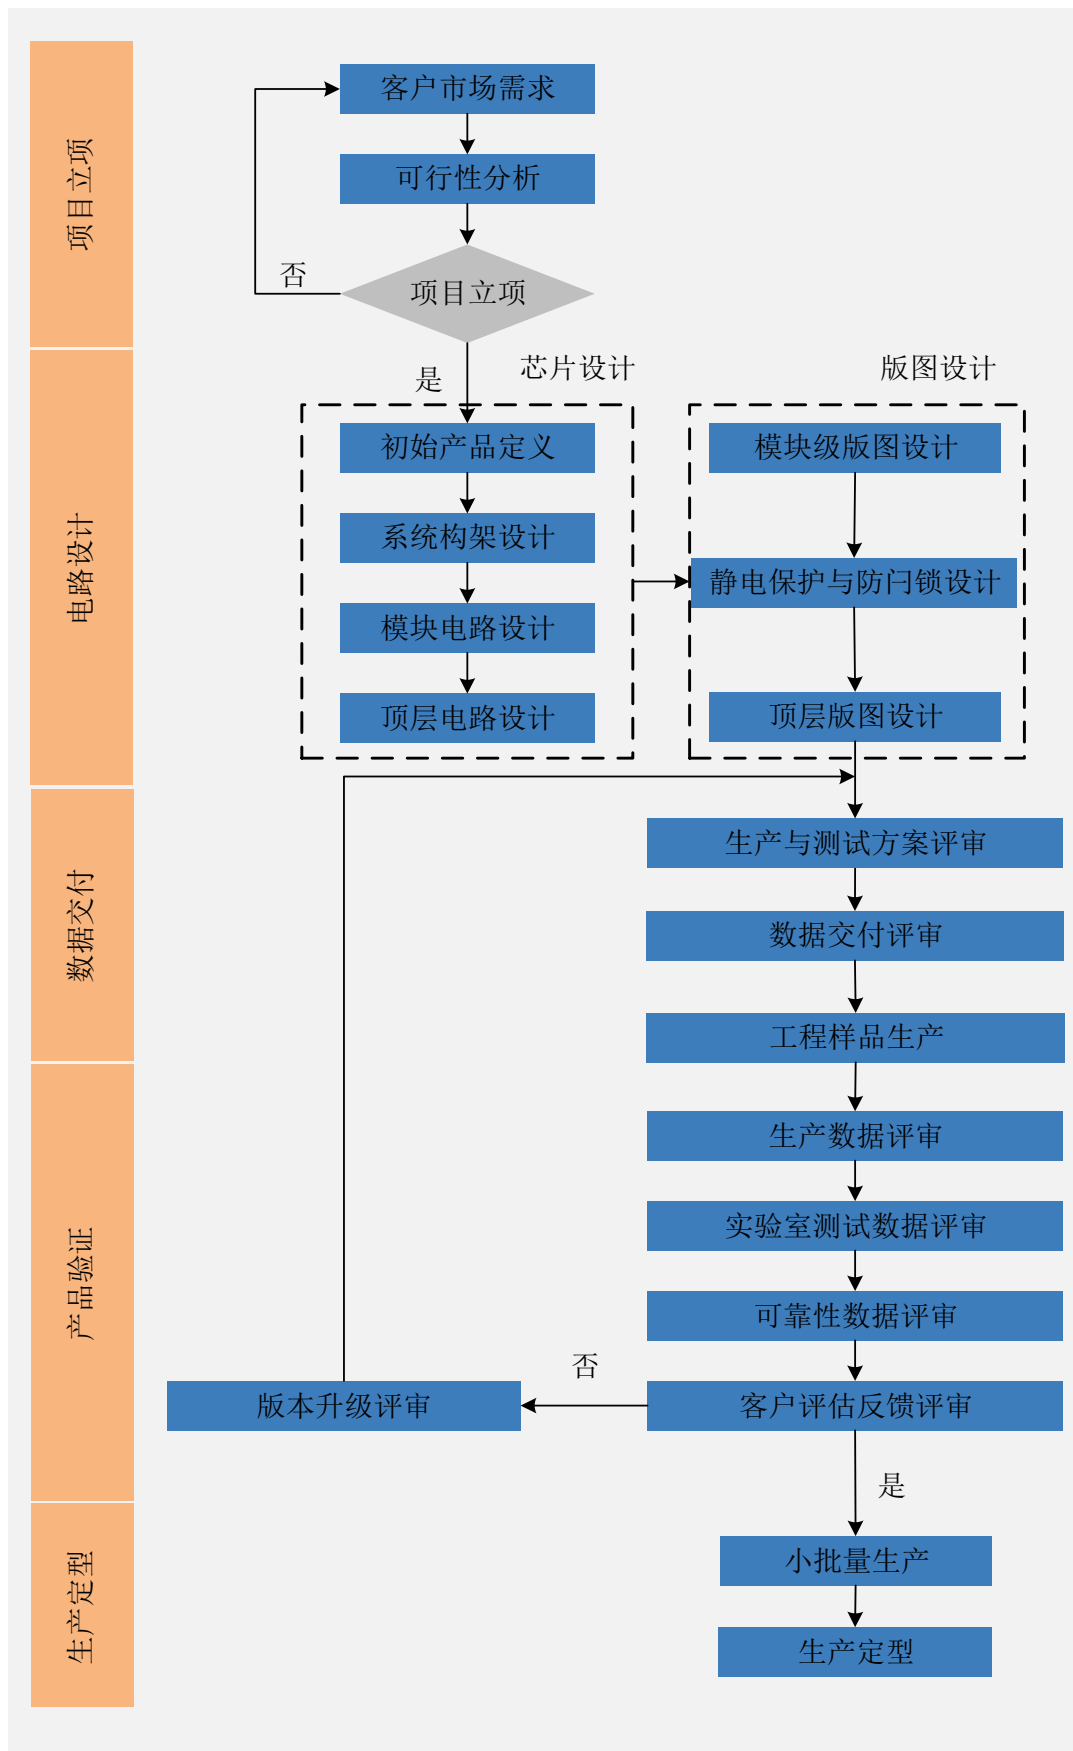 项目立项
客户市场需求
可行性分析
否
项目立项
是
电路设计
芯片设计
初始产品定义
系统构架设计
模块电路设计
顶层电路设计
版图设计
模块级版图设计
静电保护与防闩锁设计
顶层版图设计
数据交付
生产与测试方案评审
数据交付评审
工程样品生产
产品验证
生产数据评审
实验室测试数据评审
可靠性数据评审
客户评估反馈评审
否
版本升级评审
是
生产定型
小批量生产
生产定型